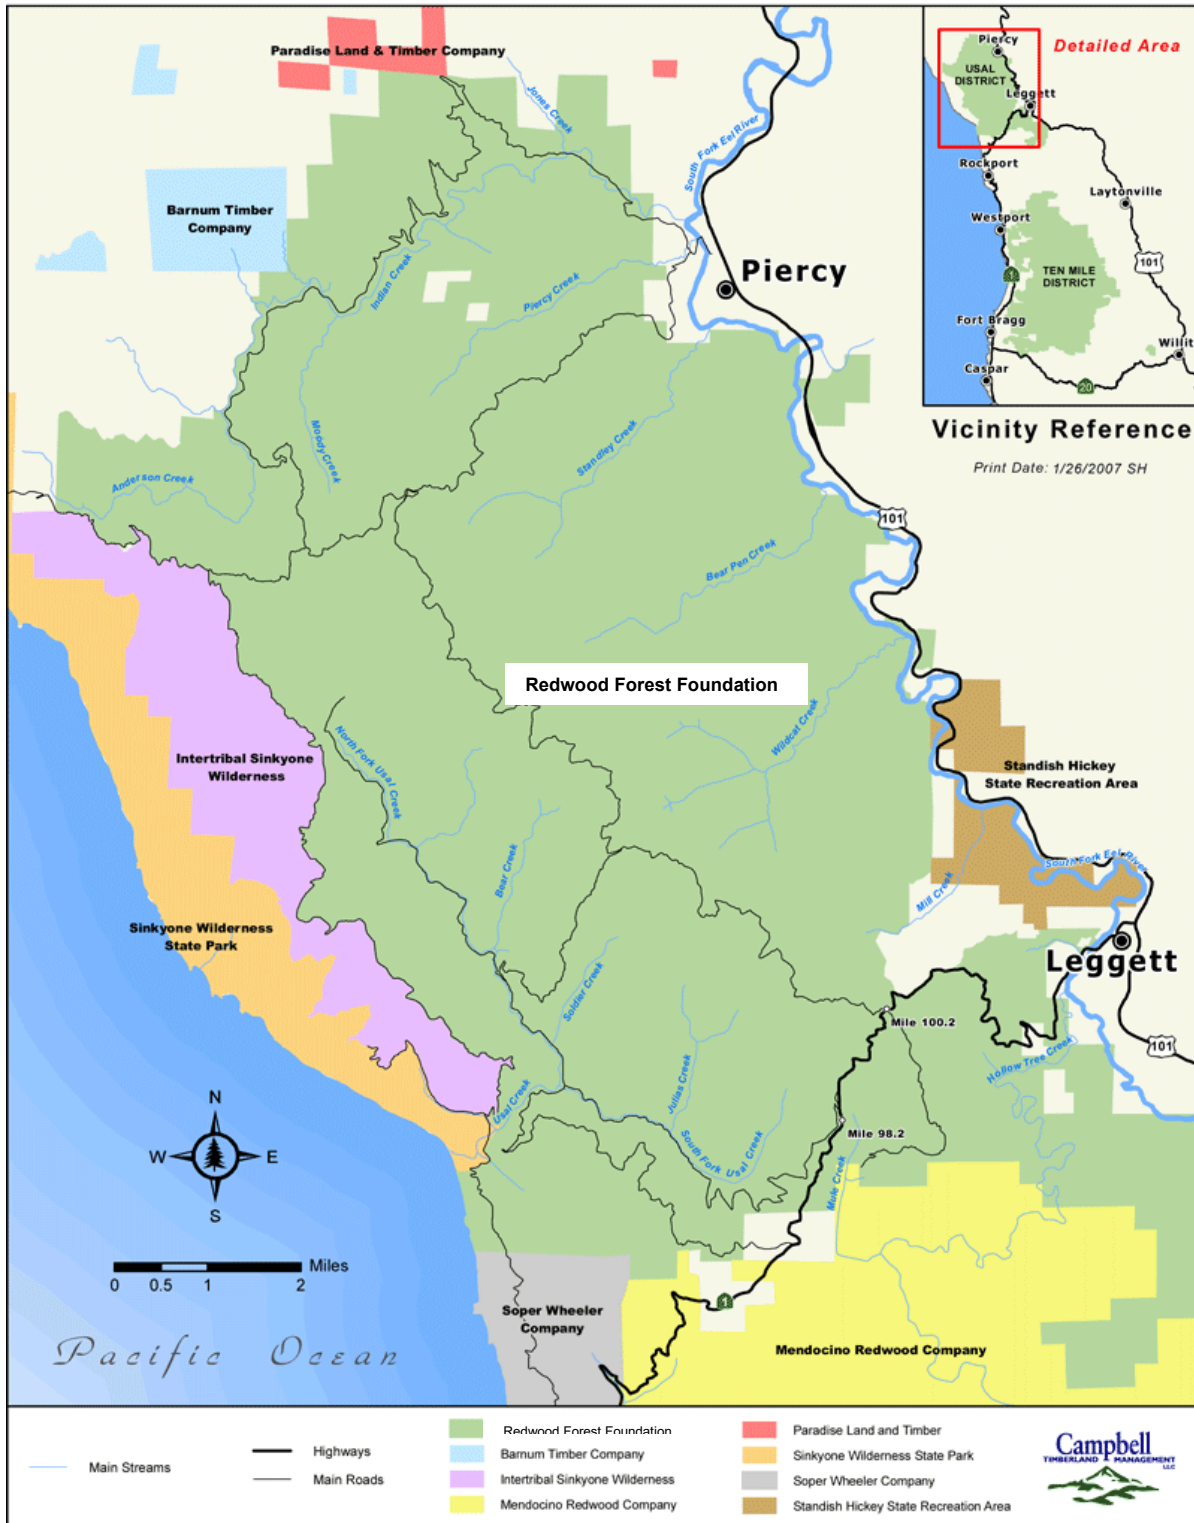 Paradise Land & Timber Company
Jones Creek
South Fork Eel River
Barnum Timber
Company
Indian Creek
Piercy Creek
Piercy
Moody Creek
Standley Creek
Anderson Creek
101
Bear Pen Creek
Redwood Forest Foundation
Wildcat Creek
North Fork Usal Creek
Intertribal Sinkyone
Wilderness
Standish Hickey
State Recreation Area
South Fork Eel River
Bear Creek
Mill Creek
Sinkyone Wilderness
State Park
Leggett
Soldier Creek
Mile 100.2
101
Hollow Tree Creek
Julias Creek
Usal Creek
Mile 98.2
South Fork Usal Creek
Mule Creek
N
W
E
S
Miles
0
0.5
1
2
1
Soper Wheeler
Company
Mendocino Redwood Company
Pacific Ocean
Detailed Area
Piercy
USAL
DISTRICT
Leggett
Rockport
Laytonville
Westport
101
TEN MILE
DISTRICT
1
Fort Bragg
Willit
Caspar
20
Vicinity Reference
Print Date: 1/26/2007 SH
Main Streams
Highways
Main Roads
Redwood Forest Foundation
Barnum Timber Company
Intertribal Sinkyone Wilderness
Mendocino Redwood Company
Paradise Land and Timber
Sinkyone Wilderness State Park
Soper Wheeler Company
Standish Hickey State Recreation Area
Campbell
TIMBERLAND MANAGEMENT
LLC